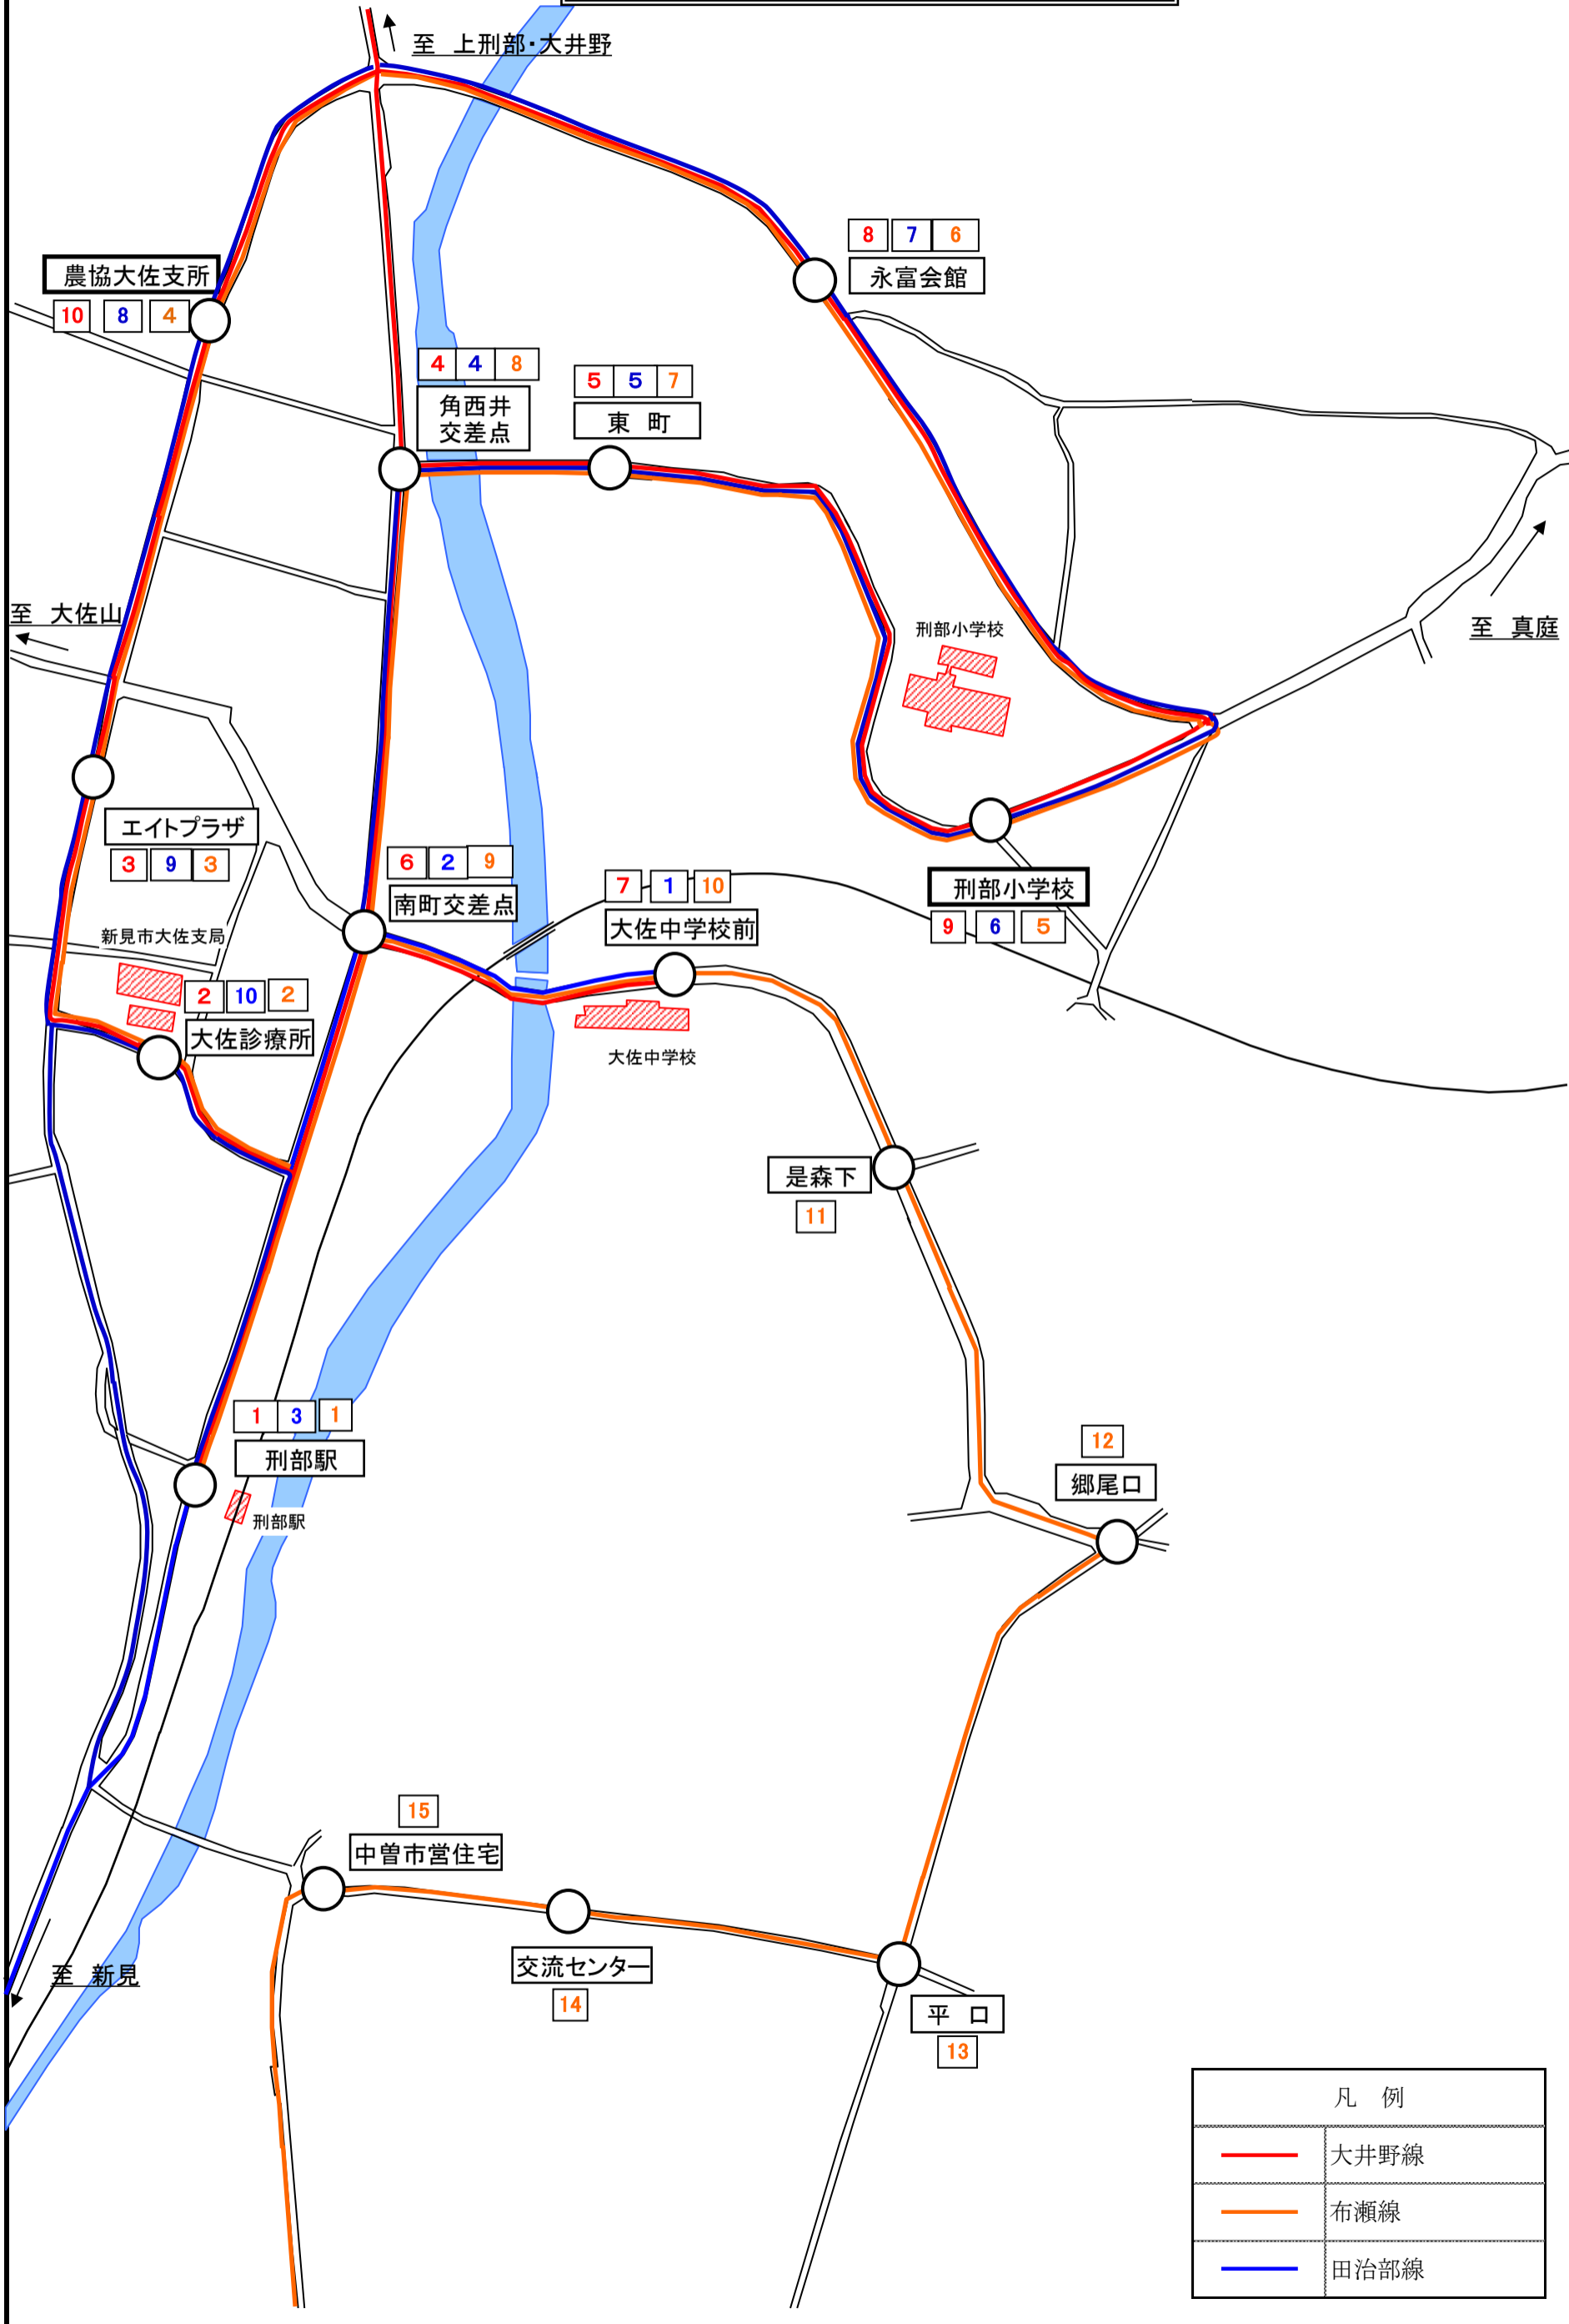 至 上刑部・大井野
8 7 6
永富会館
農協大佐支所
10 8 4
4 4 8
角西井
交差点
5 5 7
東 町
至 大佐山
刑部小学校
至 真庭
エイトプラザ
3 9 3
6 2 9
南町交差点
7 1 10
大佐中学校前
刑部小学校
9 6 5
新見市大佐支局
2 10 2
大佐診療所
大佐中学校
是森下
11
1 3 1
刑部駅
刑部駅
12
郷尾口
15
中曽市営住宅
交流センター
14
至 新見
平 口
13
凡 例
大井野線
布瀬線
田治部線